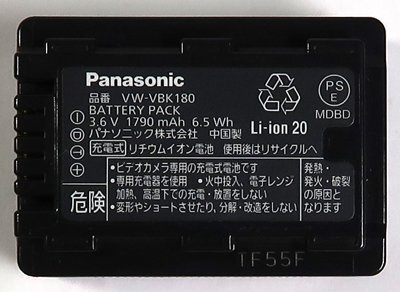 Panasonic
品番 VW-VBK180
BATTERY PACK
3.6 V 1790 mAh 6.5 Wh
パナソニック株式会社 中国製
充電式 リチウムイオン電池 使用後はリサイクルへ
Li-ion 20
PS
E
MDBD
危険
・ビデオカメラ専用の充電式電池です
・専用充電器を使用 ・火中投入、電子レンジ
加熱、高温下での充電・放置をしない
・変形やショートさせたり、分解・改造をしない
発熱・
発火・破裂
の原因と
なります
1F55F